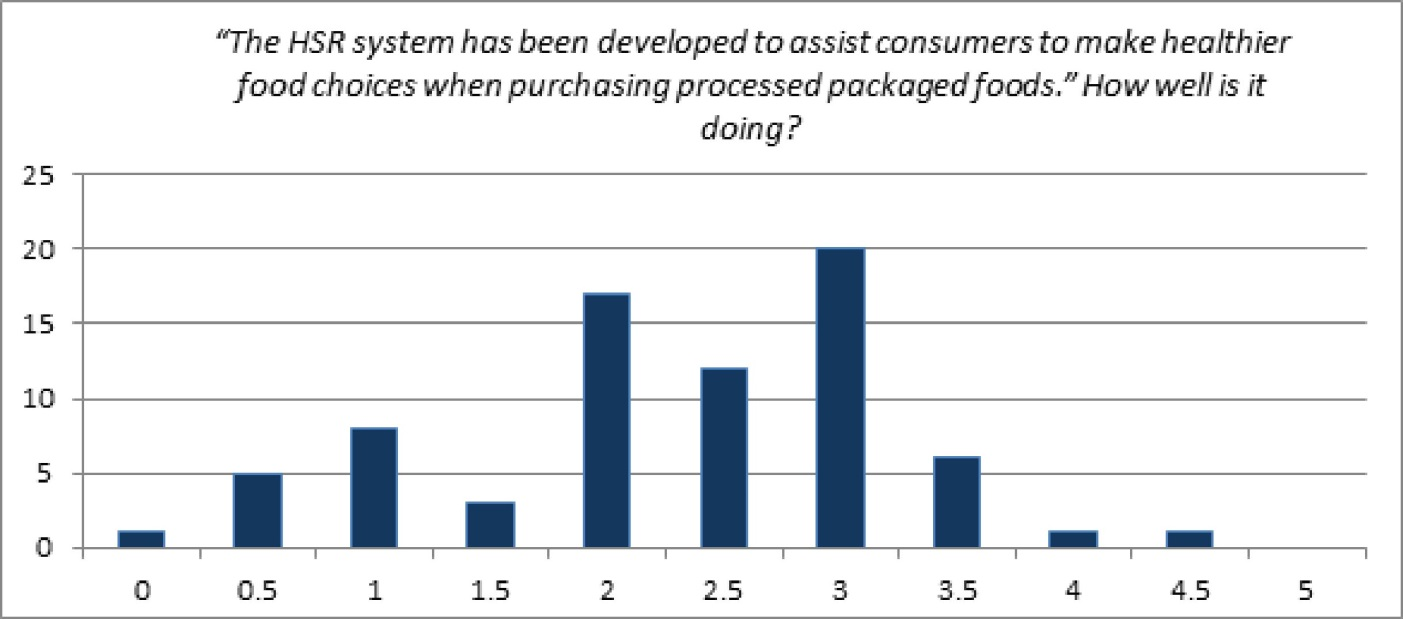 “The HSR system has been developed to assist consumers to make healthier
food choices when purchasing processed packaged foods.” How well is it
doing?
25
20
15
10
5
0
0 0.5 1 1.5 2 2.5 3 3.5 4 4.5 5